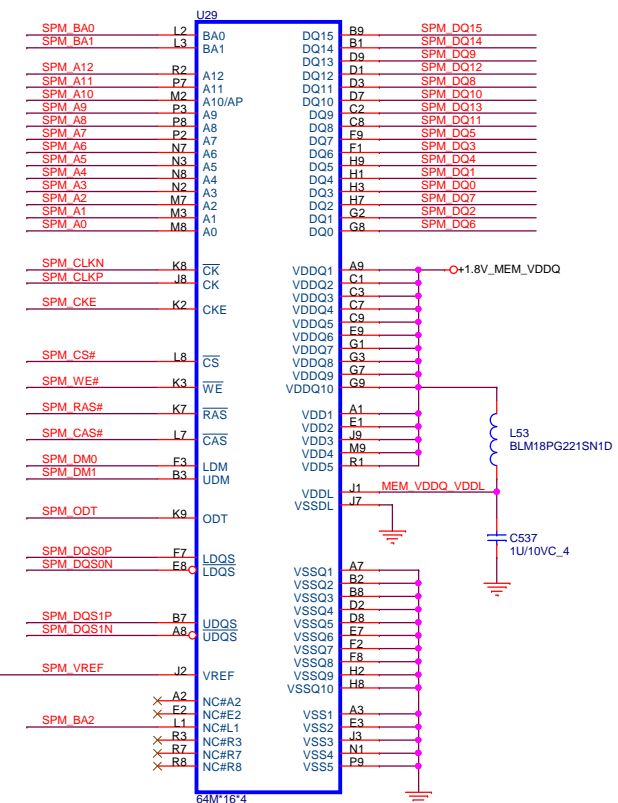 U29
SPM_BA0 L2 BA0 DQ15 B9 SPM_DQ15
SPM_BA1 L3 BA1 DQ14 B1 SPM_DQ14
DQ13 D9 SPM_DQ9
SPM_A12 R2 A12 DQ12 D1 SPM_DQ12
SPM_A11 P7 A11 DQ11 D3 SPM_DQ8
SPM_A10 M2 A10/AP DQ10 D7 SPM_DQ10
SPM_A9 P3 A9 DQ9 C2 SPM_DQ13
SPM_A8 P8 A8 DQ8 C8 SPM_DQ11
SPM_A7 P2 A7 DQ7 F9 SPM_DQ5
SPM_A6 N7 A6 DQ6 F1 SPM_DQ3
SPM_A5 N3 A5 DQ5 H9 SPM_DQ4
SPM_A4 N8 A4 DQ4 H1 SPM_DQ1
SPM_A3 N2 A3 DQ3 H3 SPM_DQ0
SPM_A2 M7 A2 DQ2 H7 SPM_DQ7
SPM_A1 M3 A1 DQ1 G2 SPM_DQ2
SPM_A0 M8 A0 DQ0 G8 SPM_DQ6
SPM_CLKN K8 CK VDDQ1 A9 +1.8V_MEM_VDDQ
SPM_CLKP J8 CK VDDQ2 C1
VDDQ3 C3
SPM_CKE K2 CKE VDDQ4 C7
VDDQ5 C9
VDDQ6 E9
VDDQ7 G1
SPM_CS# L8 CS VDDQ8 G3
VDDQ9 G7
SPM_WE# K3 WE VDDQ10 G9
SPM_RAS# K7 RAS VDD1 A1
VDD2 E1
SPM_CAS# L7 CAS VDD3 J9
VDD4 M9
SPM_DM0 F3 LDM VDD5 R1
L53
BLM18PG221SN1D
SPM_DM1 B3 UDM
VDDL J1 MEM_VDDQ_VDDL
VSSDL J7
SPM_ODT K9 ODT
C537
1U/10VC_4
SPM_DQS0P F7 LDQS
SPM_DQS0N E8 LDQS VSSQ1 A7
VSSQ2 B2
VSSQ3 B8
VSSQ4 D2
SPM_DQS1P B7 UDQS VSSQ5 D8
SPM_DQS1N A8 UDQS VSSQ6 E7
VSSQ7 F2
VSSQ8 F8
SPM_VREF J2 VREF VSSQ9 H2
VSSQ10 H8
A2 NC#A2
E2 NC#E2 VSS1 A3
SPM_BA2 L1 NC#L1 VSS2 E3
R3 NC#R3 VSS3 J3
R7 NC#R7 VSS4 N1
R8 NC#R8 VSS5 P9
64M*16*4